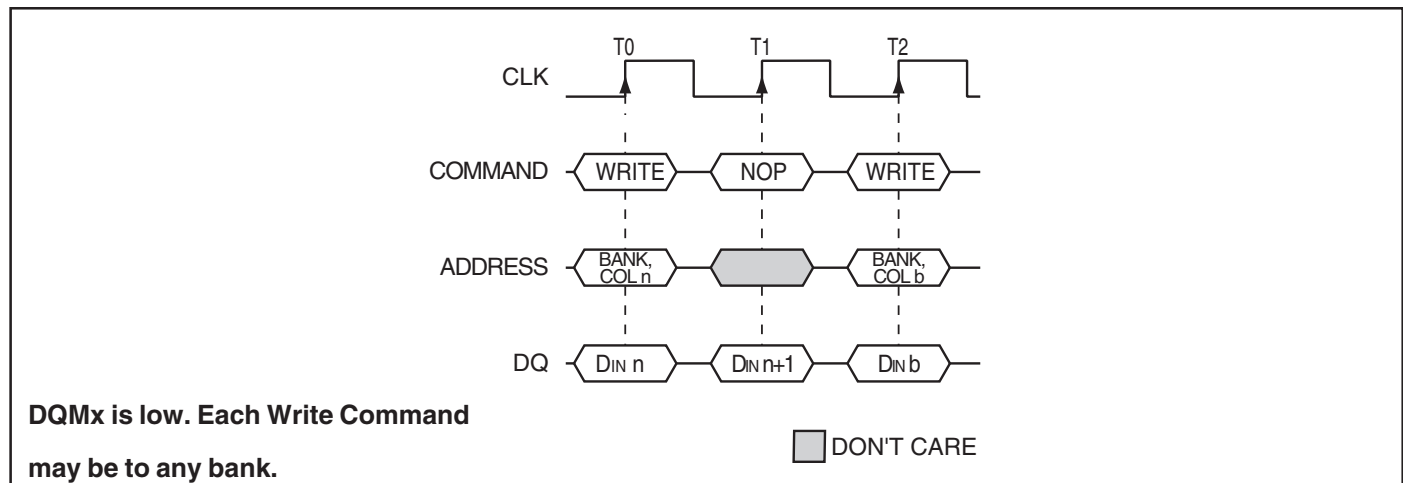 T0 T1 T2
CLK
COMMAND WRITE NOP WRITE
ADDRESS BANK, COL n BANK, COL b
DQ DIN n DIN n+1 DIN b
DQMx is low. Each Write Command
may be to any bank.
DON'T CARE